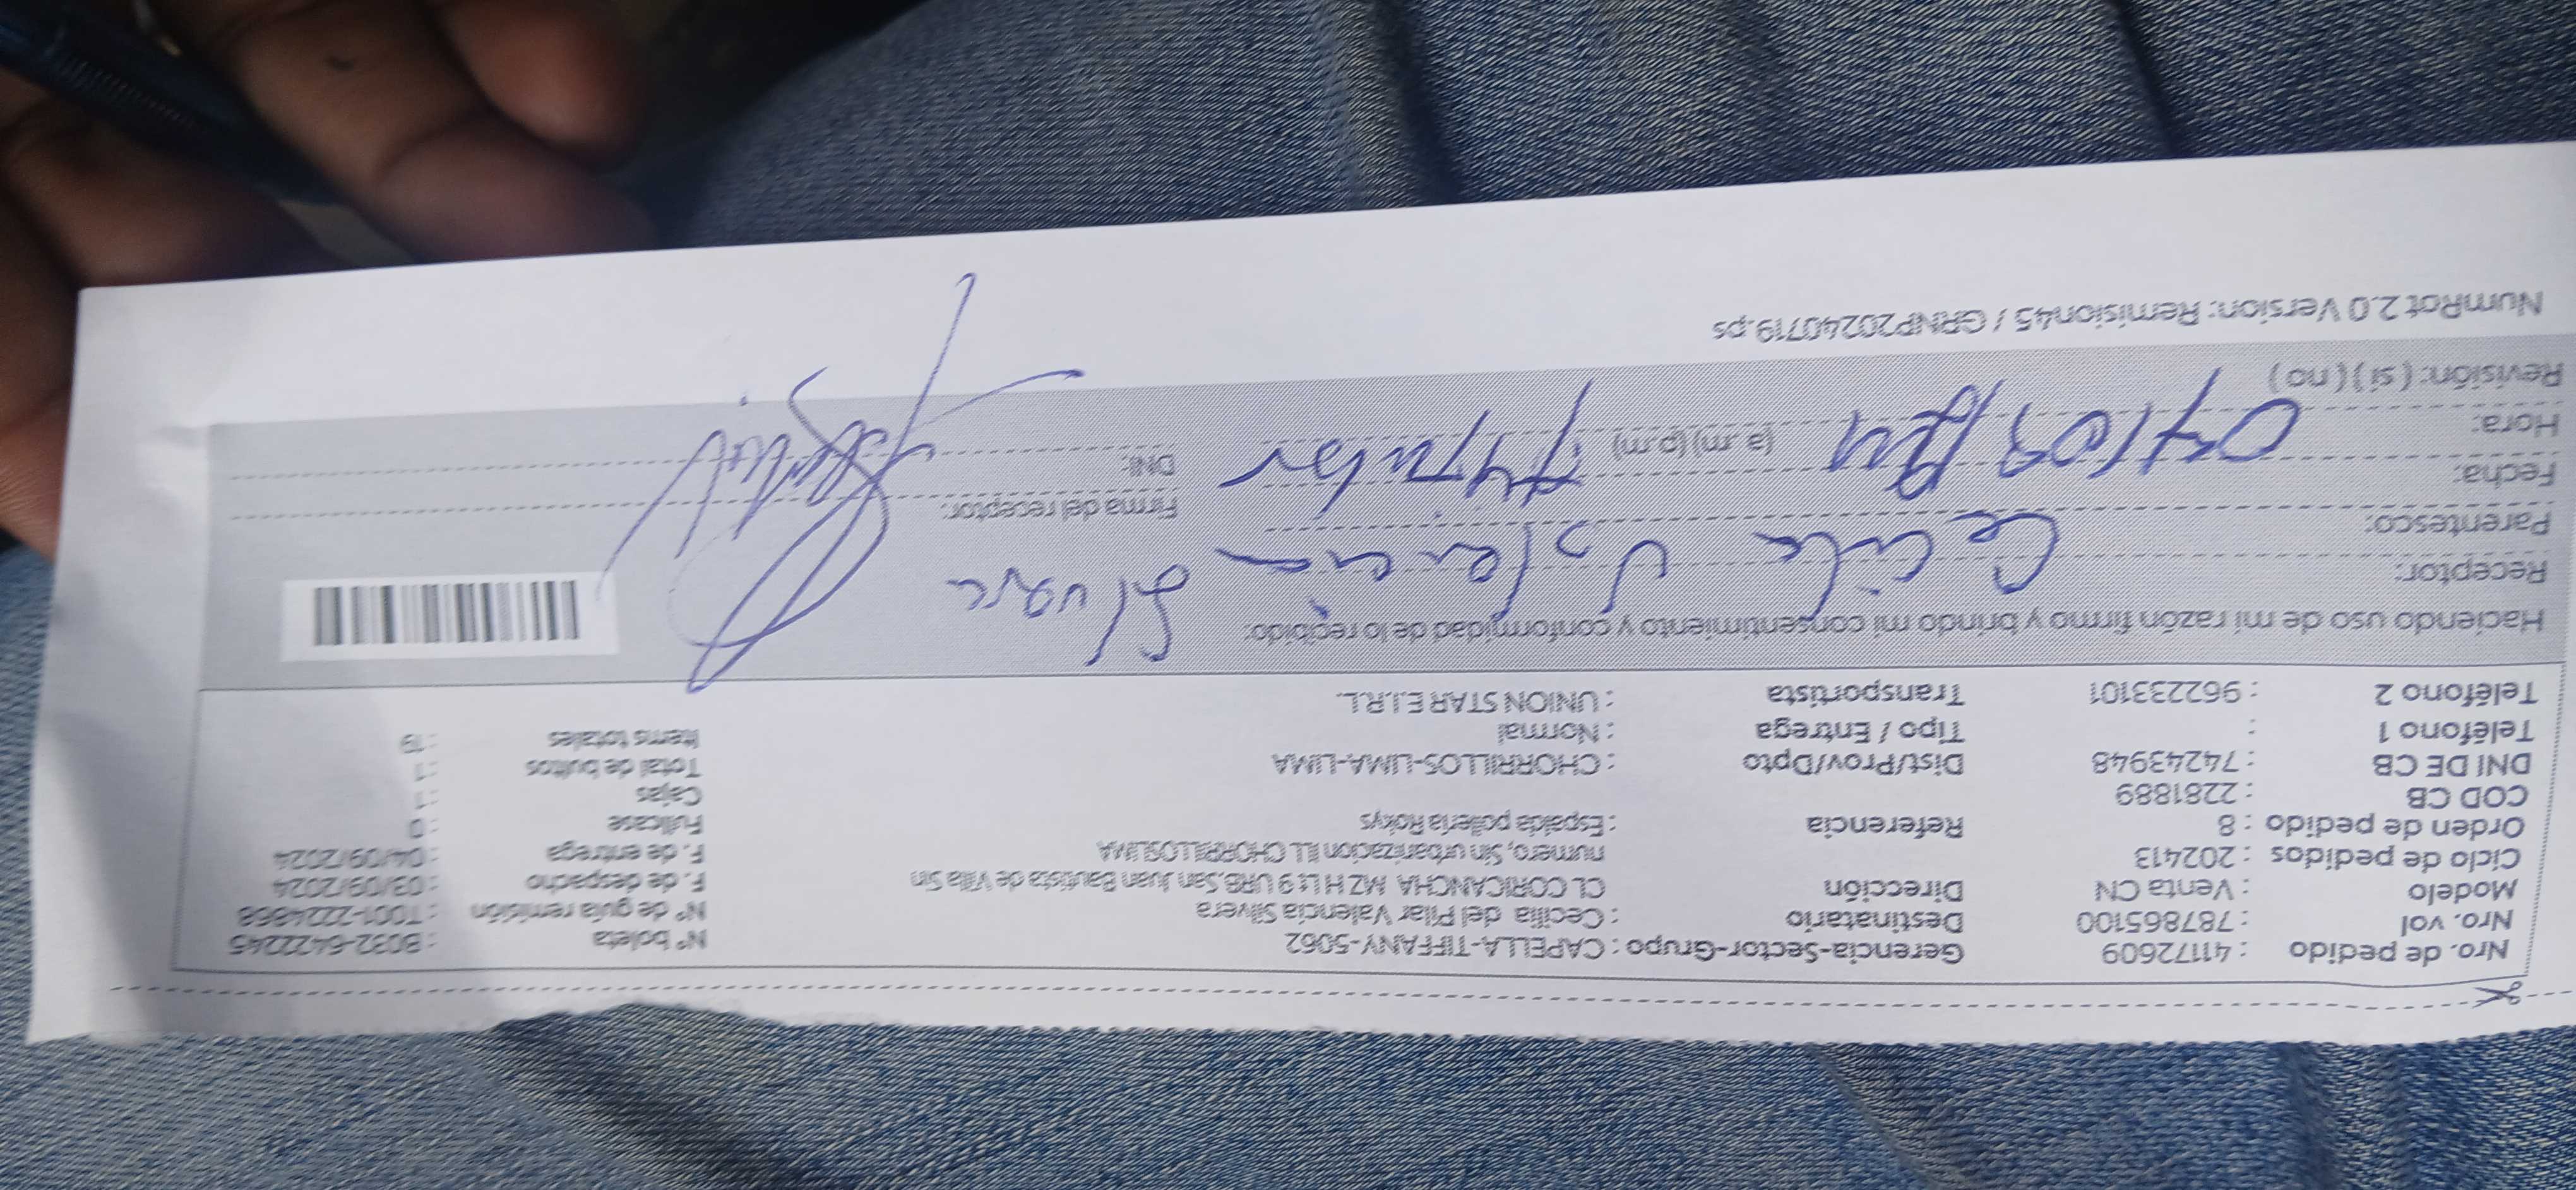 Nro. de pedido : 41172609 Gerencia-Sector-Grupo : CAPELLA-TIFFANY-5062 Nº boleta : B032-6422245
Nro. vol : 787865100 Destinatario : Cecilia del Pilar Valencia Silvera Nº de guía remisión : T001-2224868
Modelo : Venta CN Dirección CL CORICANCHA MZ H Lt 9 URB.San Juan Bautista de Villa Sin F. de despacho : 03/09/2024
Ciclo de pedidos : 202413 numero, Sin urbanizacion ILL CHORRILLOSLIMA F. de entrega : 04/09/2024
Orden de pedido : 8 Referencia : Espalda pollería Rokys Fullcase : 0
COD CB : 2281889 Cajas : 1
DNI DE CB : 74243948 Dist/Prov/Dpto : CHORRILLOS-LIMA-LIMA Total de bultos : 1
Teléfono 1 : Tipo / Entrega : Normal Items totales : 19
Teléfono 2 : 962233101 Transportista : UNION STAR E.I.R.L.
Haciendo uso de mi razón firmo y brindo mi consentimiento y conformidad de lo recibido:
Receptor: Cecilia Valencia
Parentesco: Firma del receptor:
Fecha: DNI:
Hora: (a .m) (p.m) Titular
Revisión: ( si ) ( no )
NumRot 2.0 Version: Remision45 / GRNP20240719.ps